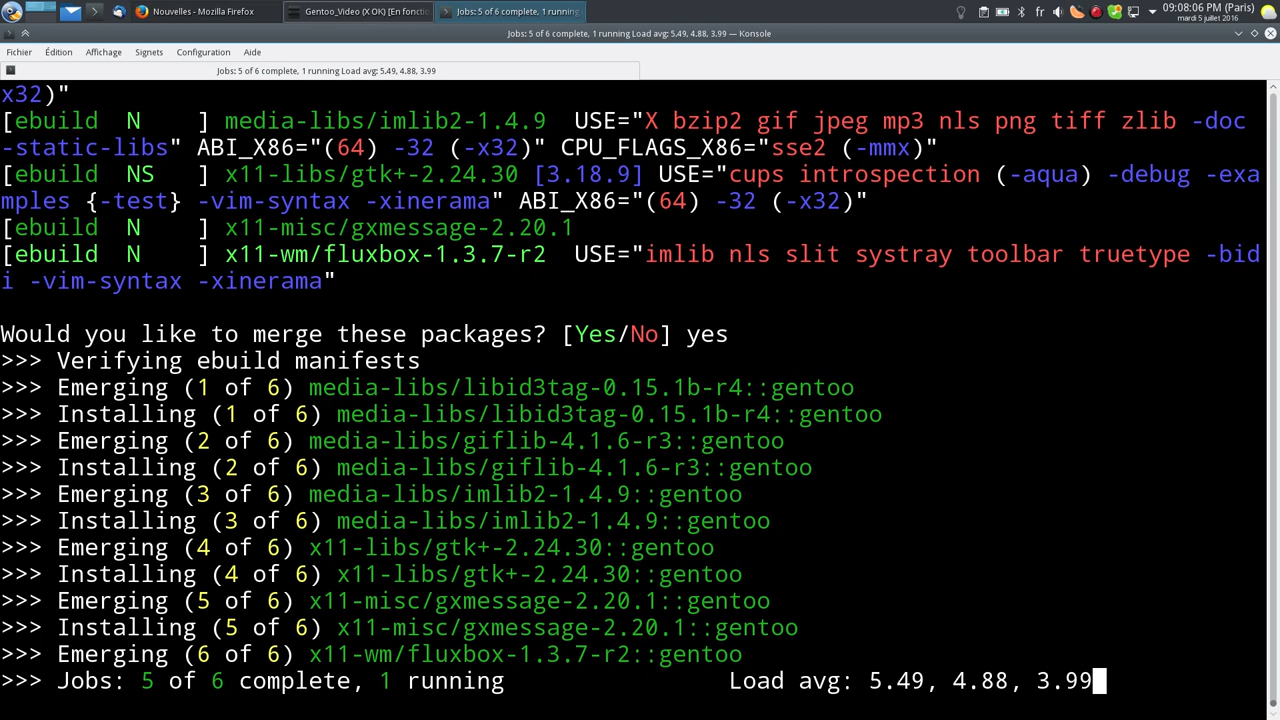 Nouvelles - Mozilla Firefox
Gentoo_Video (X OK) [En fonctio
Jobs: 5 of 6 complete, 1 running
fr
09:08:06 PM (Paris)
mardi 5 juillet 2016
Jobs: 5 of 6 complete, 1 running Load avg: 5.49, 4.88, 3.99 — Konsole
Fichier Édition Affichage Signets Configuration Aide
Jobs: 5 of 6 complete, 1 running Load avg: 5.49, 4.88, 3.99
x32)"
[ebuild  N     ] media-libs/imlib2-1.4.9  USE="X bzip2 gif jpeg mp3 nls png tiff zlib -doc
-static-libs" ABI_X86="(64) -32 (-x32)" CPU_FLAGS_X86="sse2 (-mmx)"
[ebuild  NS    ] x11-libs/gtk+-2.24.30 [3.18.9] USE="cups introspection (-aqua) -debug -exa
mples {-test} -vim-syntax -xinerama" ABI_X86="(64) -32 (-x32)"
[ebuild  N     ] x11-misc/gxmessage-2.20.1
[ebuild  N     ] x11-wm/fluxbox-1.3.7-r2  USE="imlib nls slit systray toolbar truetype -bid
i -vim-syntax -xinerama"
Would you like to merge these packages? [Yes/No] yes
>>> Verifying ebuild manifests
>>> Emerging (1 of 6) media-libs/libid3tag-0.15.1b-r4::gentoo
>>> Installing (1 of 6) media-libs/libid3tag-0.15.1b-r4::gentoo
>>> Emerging (2 of 6) media-libs/giflib-4.1.6-r3::gentoo
>>> Installing (2 of 6) media-libs/giflib-4.1.6-r3::gentoo
>>> Emerging (3 of 6) media-libs/imlib2-1.4.9::gentoo
>>> Installing (3 of 6) media-libs/imlib2-1.4.9::gentoo
>>> Emerging (4 of 6) x11-libs/gtk+-2.24.30::gentoo
>>> Installing (4 of 6) x11-libs/gtk+-2.24.30::gentoo
>>> Emerging (5 of 6) x11-misc/gxmessage-2.20.1::gentoo
>>> Installing (5 of 6) x11-misc/gxmessage-2.20.1::gentoo
>>> Emerging (6 of 6) x11-wm/fluxbox-1.3.7-r2::gentoo
>>> Jobs: 5 of 6 complete, 1 running                Load avg: 5.49, 4.88, 3.99